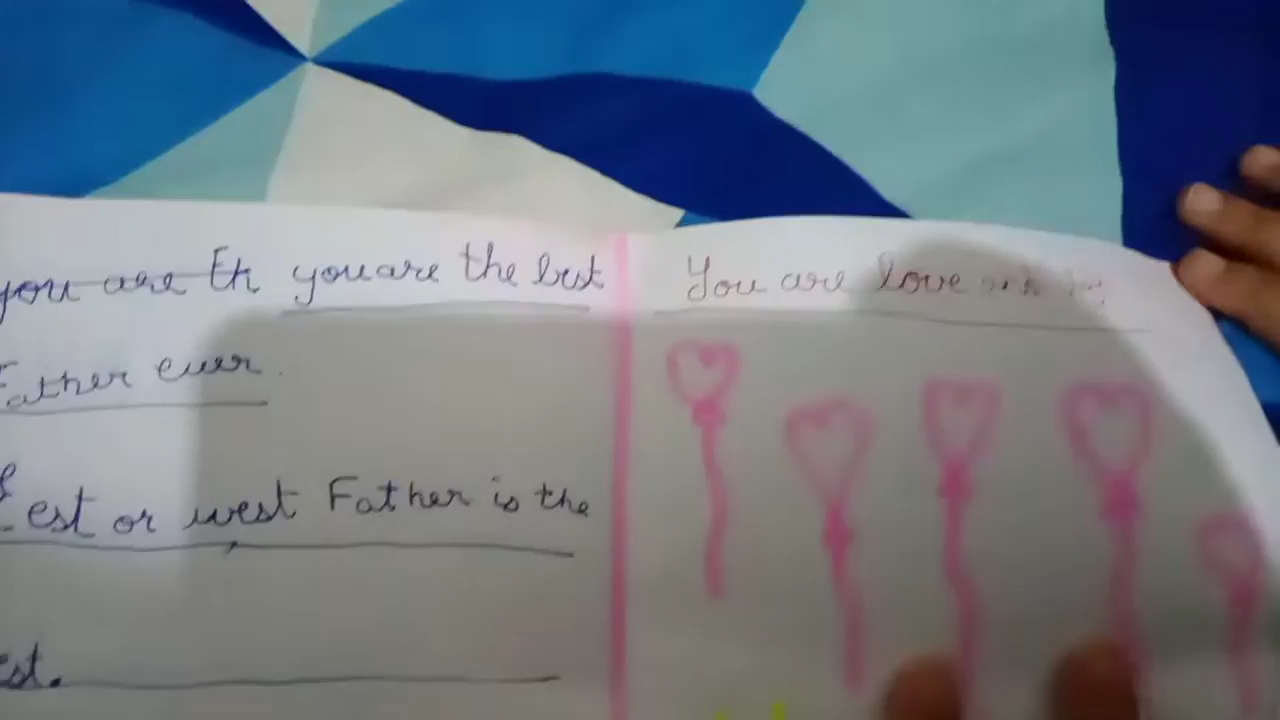 you are th you are the best
Father ever.
est or west Father is the
est.
You are love